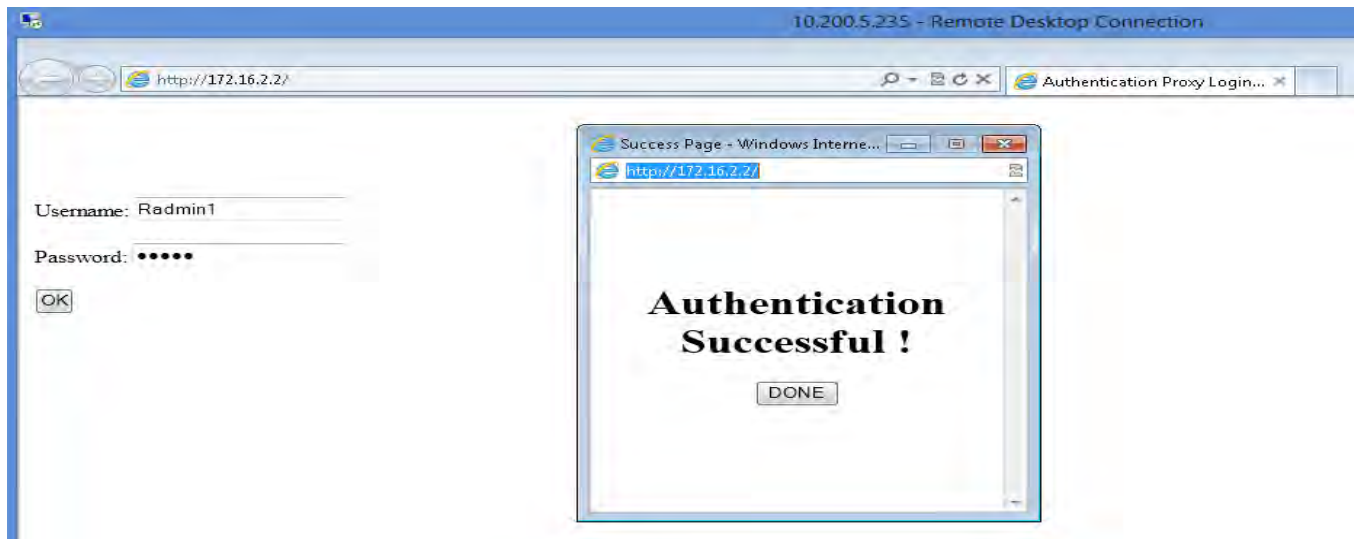 10.200.5.235 - Remote Desktop Connection
http://172.16.2.2/
Authentication Proxy Login...
Success Page - Windows Interne...
http://172.16.2.2/
Username: Radmin1
Password: •••••
OK
Authentication
Successful !
DONE